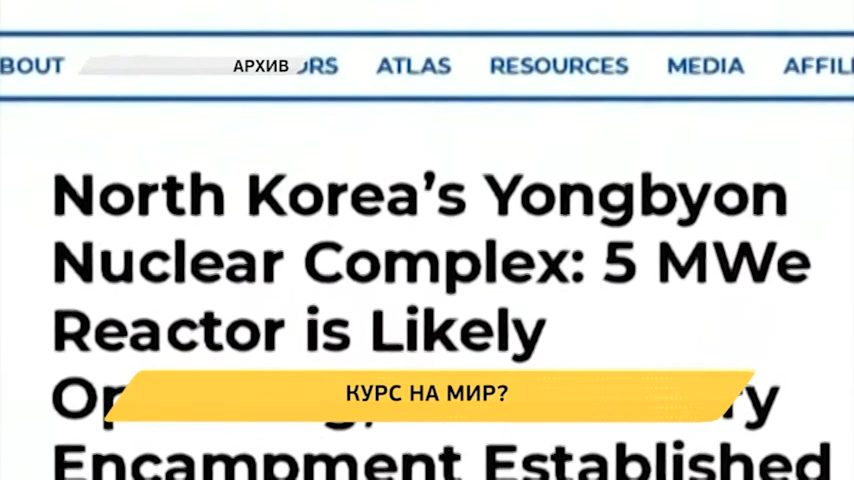 BOUT АРХИВ ORS ATLAS RESOURCES MEDIA AFFIL
North Korea’s Yongbyon
Nuclear Complex: 5 MWe
Reactor is Likely
КУРС НА МИР?
Encampment Established